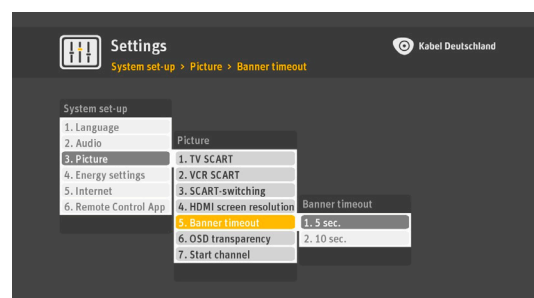 Settings
Kabel Deutschland
System set-up > Picture > Banner timeout
System set-up
1. Language
2. Audio
3. Picture
4. Energy settings
5. Internet
6. Remote Control App
Picture
1. TV SCART
2. VCR SCART
3. SCART-switching
4. HDMI screen resolution
5. Banner timeout
6. OSD transparency
7. Start channel
Banner timeout
1. 5 sec.
2. 10 sec.